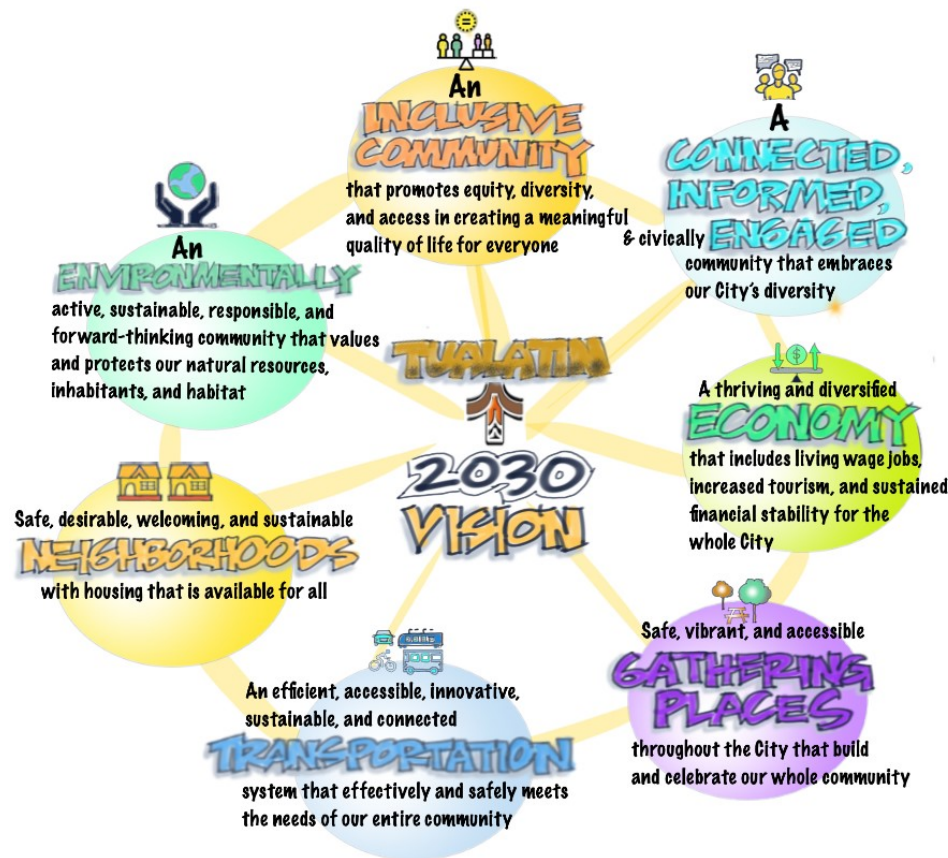 An
INCLUSIVE
COMMUNITY
that promotes equity, diversity,
and access in creating a meaningful
quality of life for everyone
A
CONNECTED,
INFORMED,
& civically ENGAGED
community that embraces
our City's diversity
An
ENVIRONMENTALLY
active, sustainable, responsible, and
forward-thinking community that values
and protects our natural resources,
inhabitants, and habitat
TUALATIN
2030
VISION
A thriving and diversified
ECONOMY
that includes living wage jobs,
increased tourism, and sustained
financial stability for the
whole City
Safe, desirable, welcoming, and sustainable
NEIGHBORHOODS
with housing that is available for all
Safe, vibrant, and accessible
GATHERING
PLACES
throughout the City that build
and celebrate our whole community
An efficient, accessible, innovative,
sustainable, and connected
TRANSPORTATION
system that effectively and safely meets
the needs of our entire community